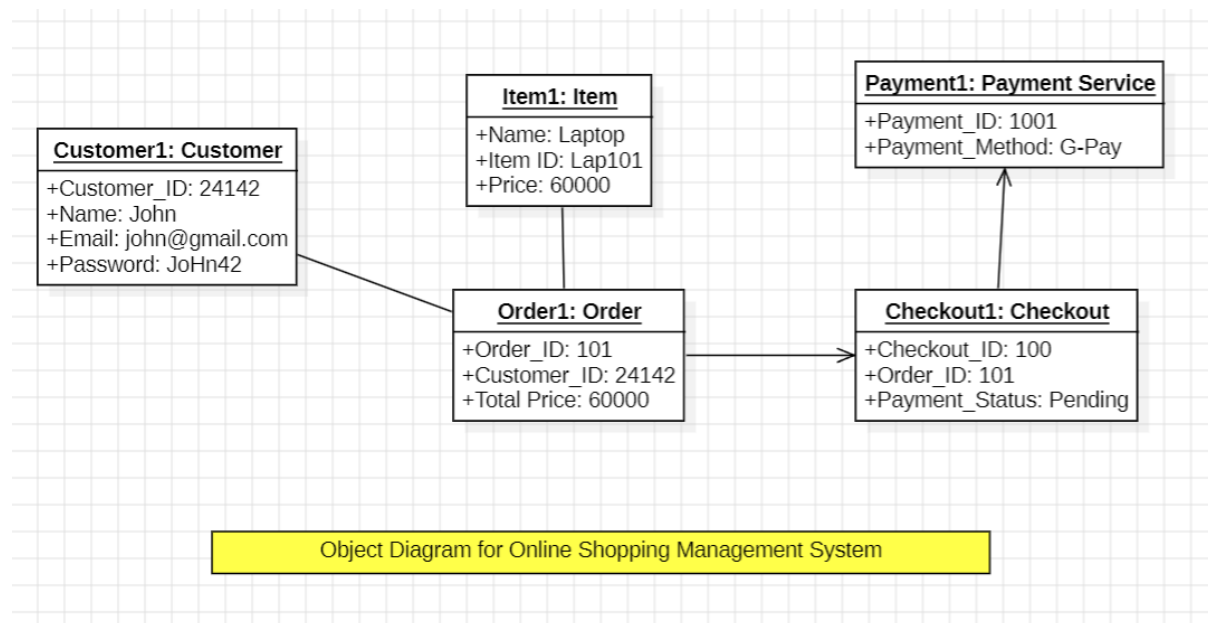 Customer1: Customer
+Customer_ID: 24142
+Name: John
+Email: john@gmail.com
+Password: JoHn42
Item1: Item
+Name: Laptop
+Item ID: Lap101
+Price: 60000
Payment1: Payment Service
+Payment_ID: 1001
+Payment_Method: G-Pay
Order1: Order
+Order_ID: 101
+Customer_ID: 24142
+Total Price: 60000
Checkout1: Checkout
+Checkout_ID: 100
+Order_ID: 101
+Payment_Status: Pending
Object Diagram for Online Shopping Management System